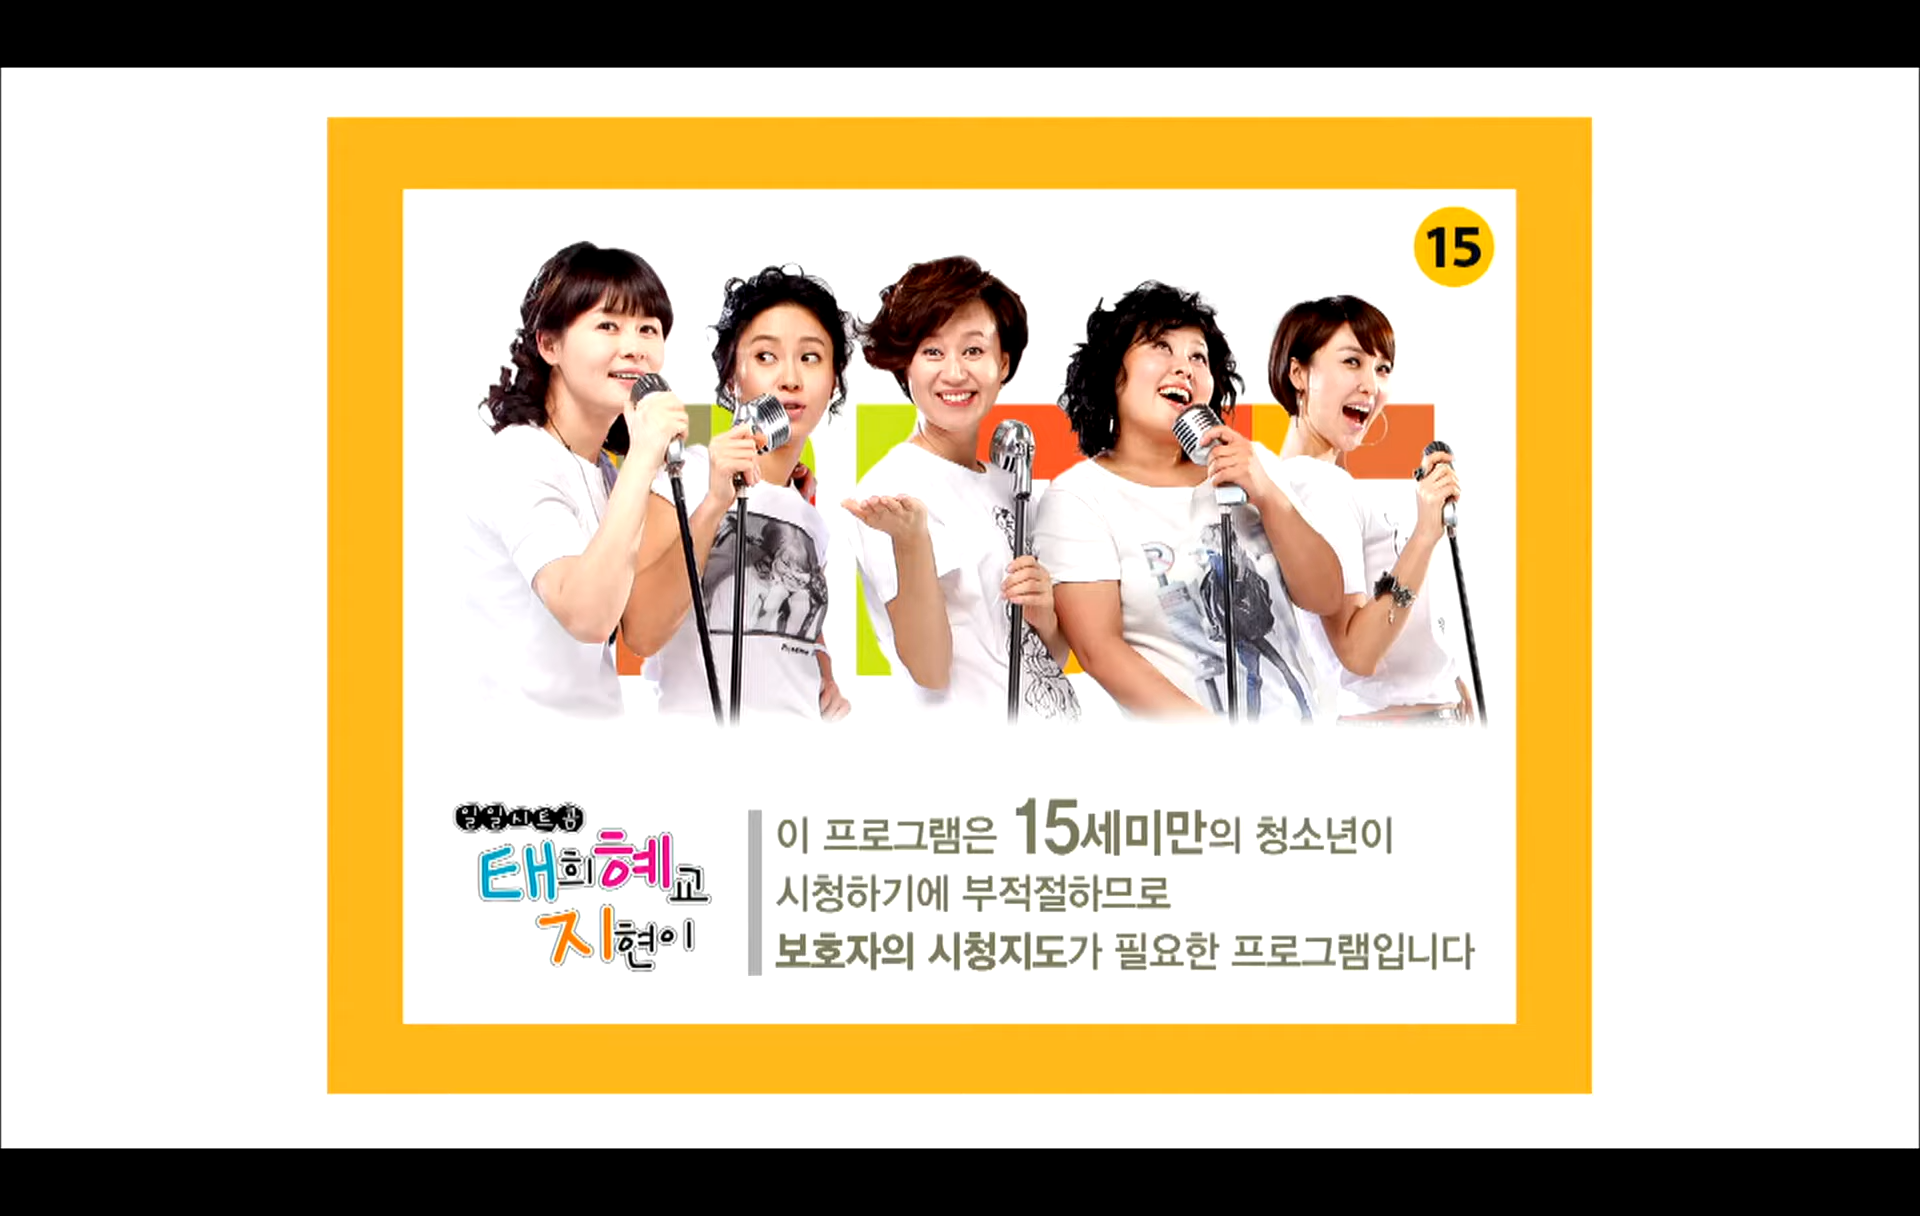 15
일일시트콤
태희혜교
지현이
이 프로그램은 15세미만의 청소년이
시청하기에 부적절하므로
보호자의 시청지도가 필요한 프로그램입니다